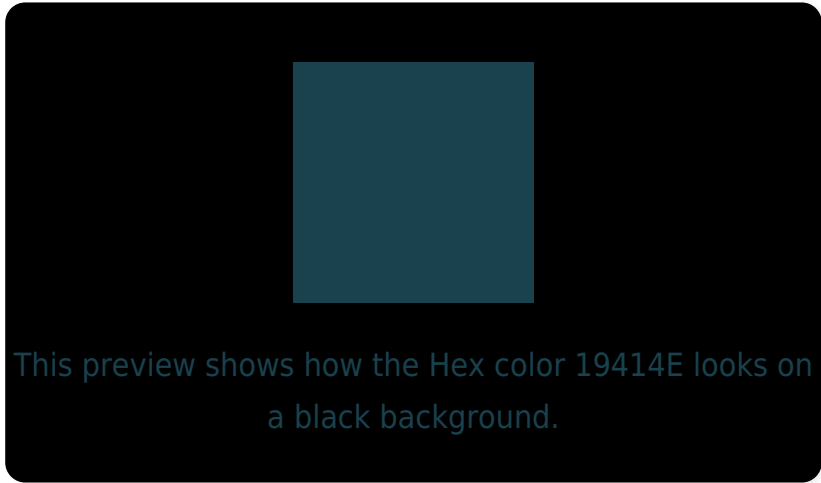 This preview shows how the Hex color 19414E looks on
a black background.